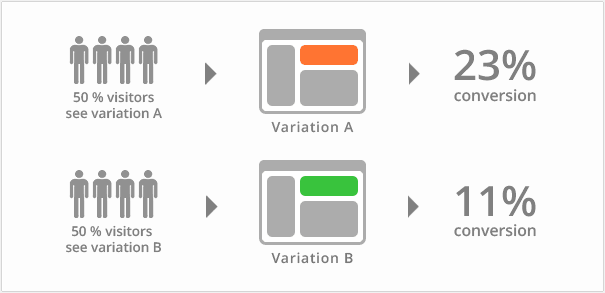 50 % visitors
see variation A
Variation A
23%
conversion
50 % visitors
see variation B
Variation B
11%
conversion